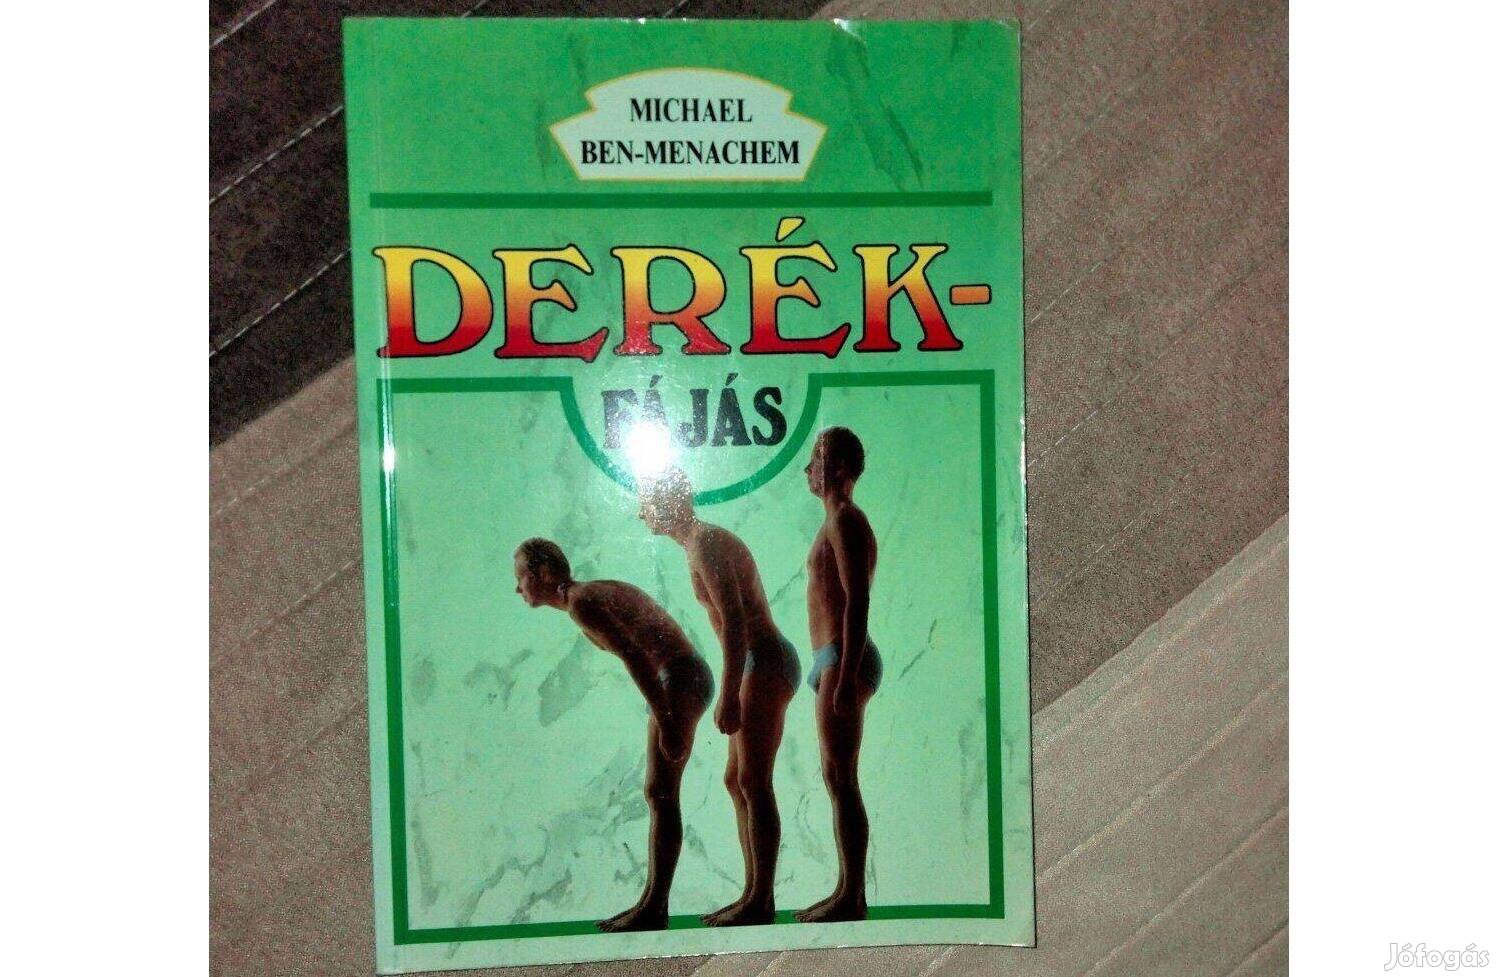 MICHAEL
BEN-MENACHEM
DERÉK-
FÁJÁS
Jófogás